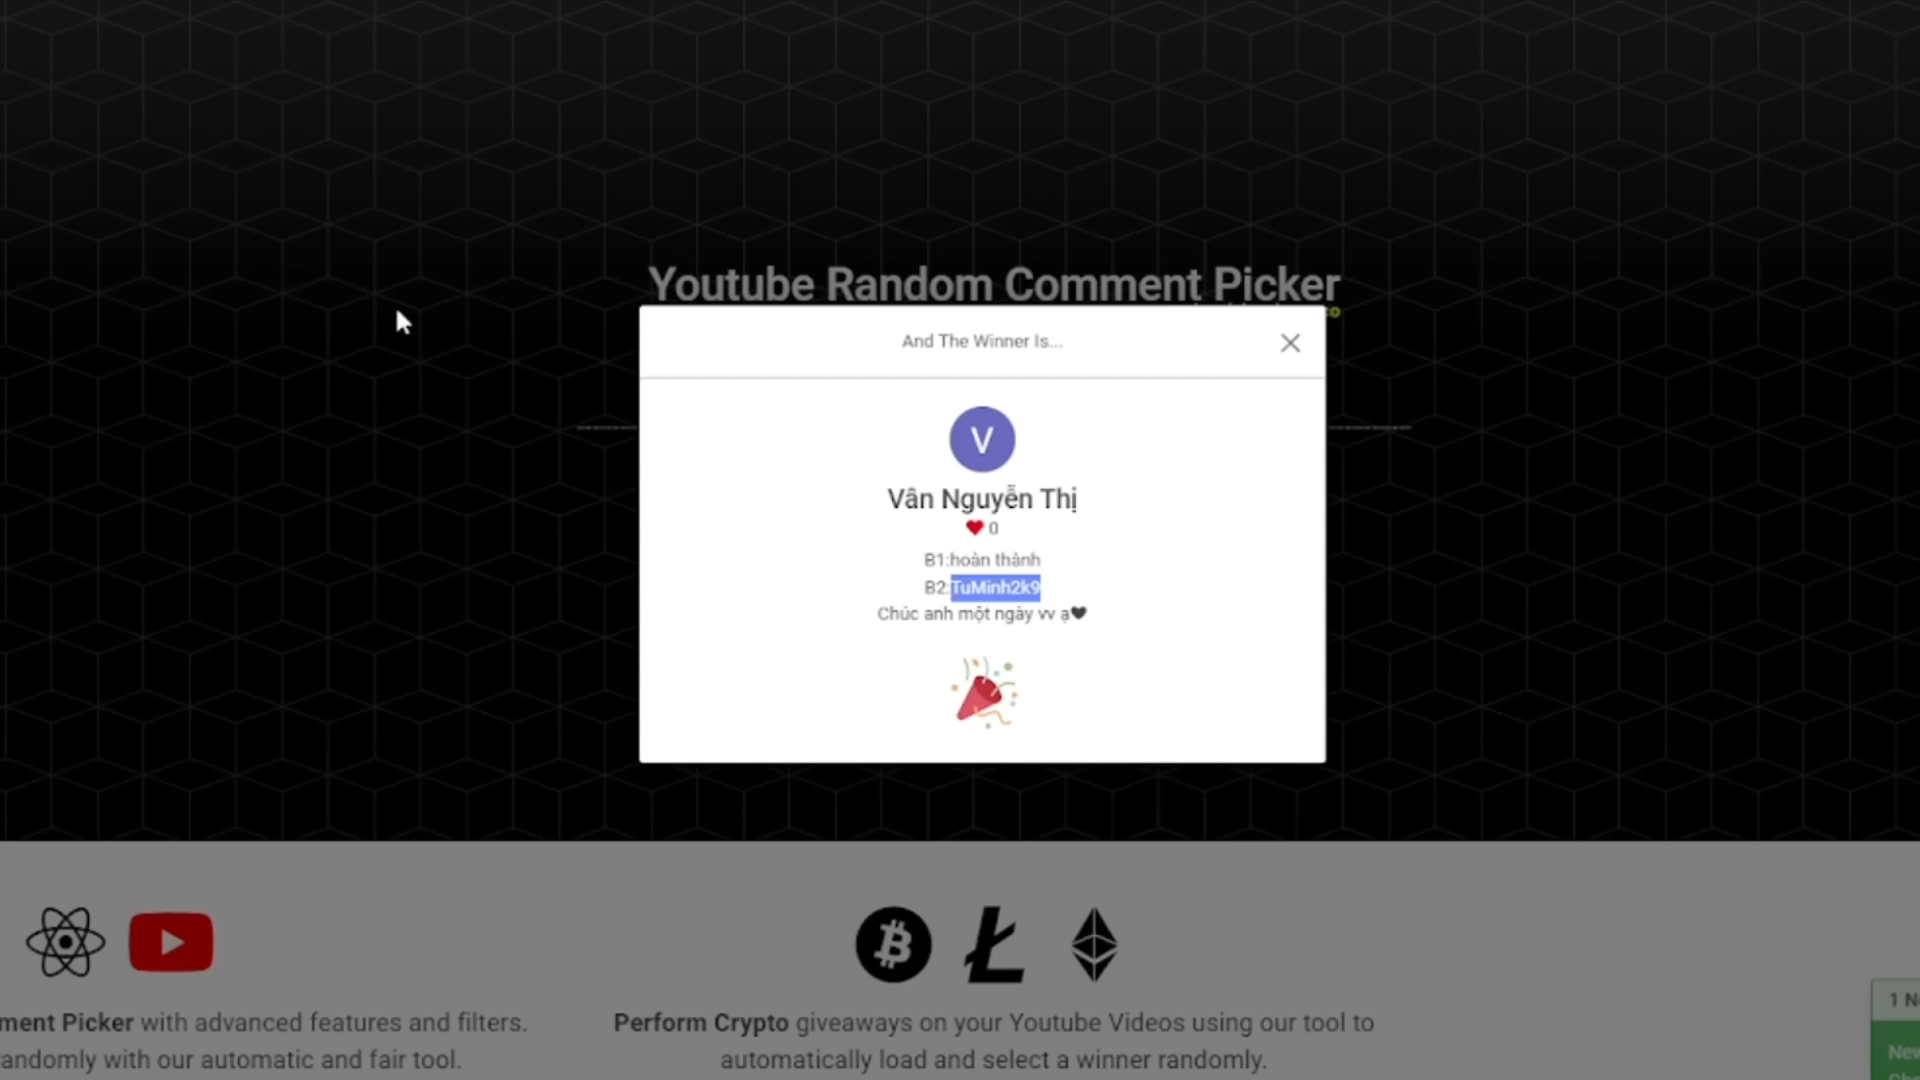 Youtube Random Comment Picker
And The Winner Is...
V
Vân Nguyễn Thị
0
B1:hoàn thành
B2:TuMinh2k9
Chúc anh một ngày vv ạ🖤
ment Picker with advanced features and filters.
andomly with our automatic and fair tool.
Perform Crypto giveaways on your Youtube Videos using our tool to
automatically load and select a winner randomly.
1 N
New